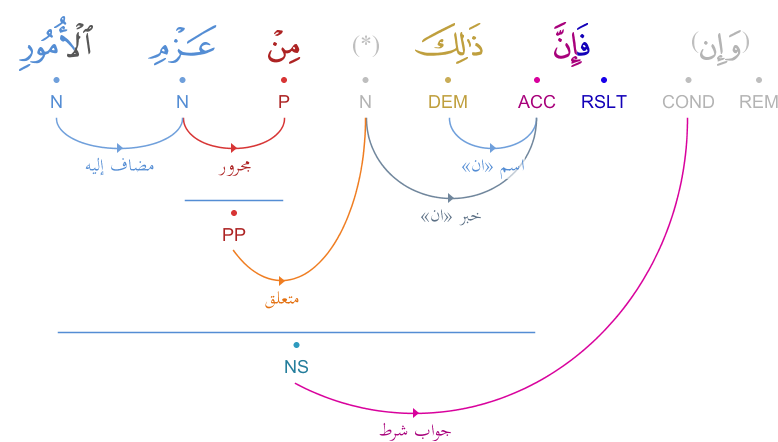 (وَإِن) فَإِنَّ ذَٰلِكَ (*) مِنْ عَزْمِ ٱلْأُمُورِ
REM COND RSLT ACC DEM N P N N
مضاف إليه مجرور اسم «ان»
خبر «ان»
PP
متعلق
NS
جواب شرط